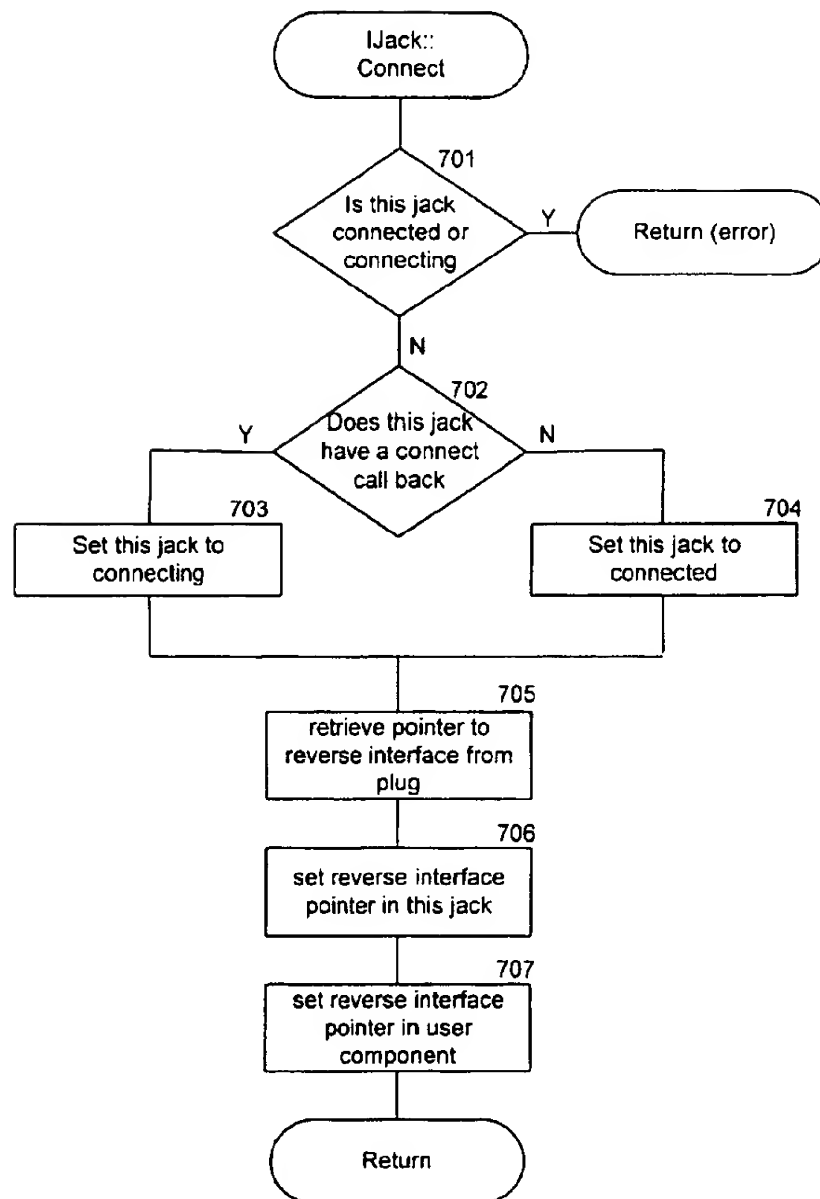 IJack::
Connect
701
Is this jack
connected or
connecting
Y
Return (error)
N
702
Does this jack
have a connect
call back
Y
N
703
Set this jack to
connecting
704
Set this jack to
connected
705
retrieve pointer to
reverse interface from
plug
706
set reverse interface
pointer in this jack
707
set reverse interface
pointer in user
component
Return